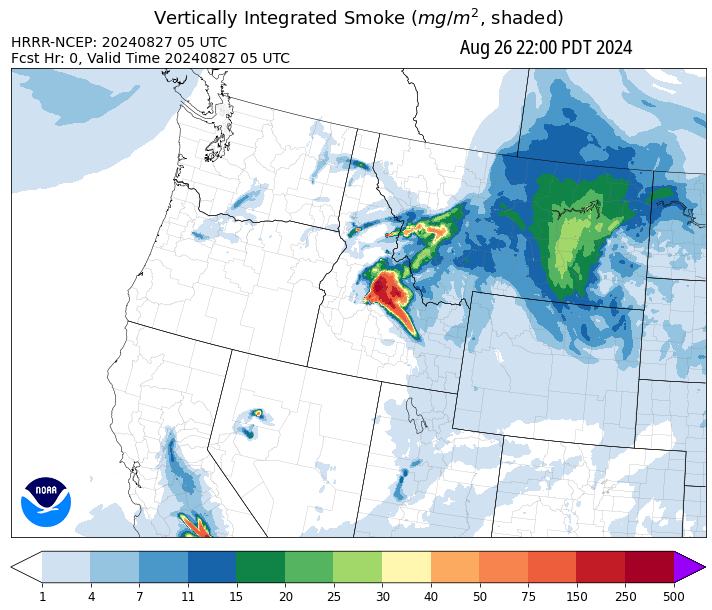 Vertically Integrated Smoke (mg/m², shaded)
HRRR-NCEP: 20240827 05 UTC
Fcst Hr: 0, Valid Time 20240827 05 UTC
Aug 26 22:00 PDT 2024
NOAA
1 4 7 11 15 20 25 30 40 50 75 150 250 500